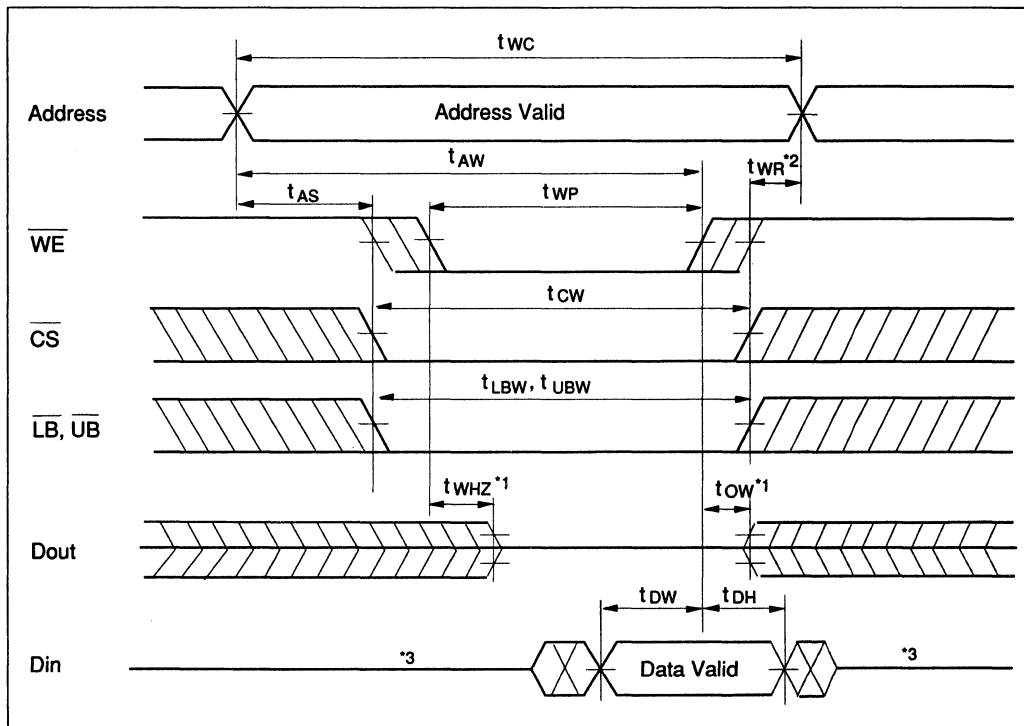 tWC
Address
Address Valid
tAW
tWR*2
tAS
tWP
WE
tCW
CS
tLBW, tUBW
LB, UB
tWHZ*1
tOW*1
Dout
tDW
tDH
Din
*3
Data Valid
*3